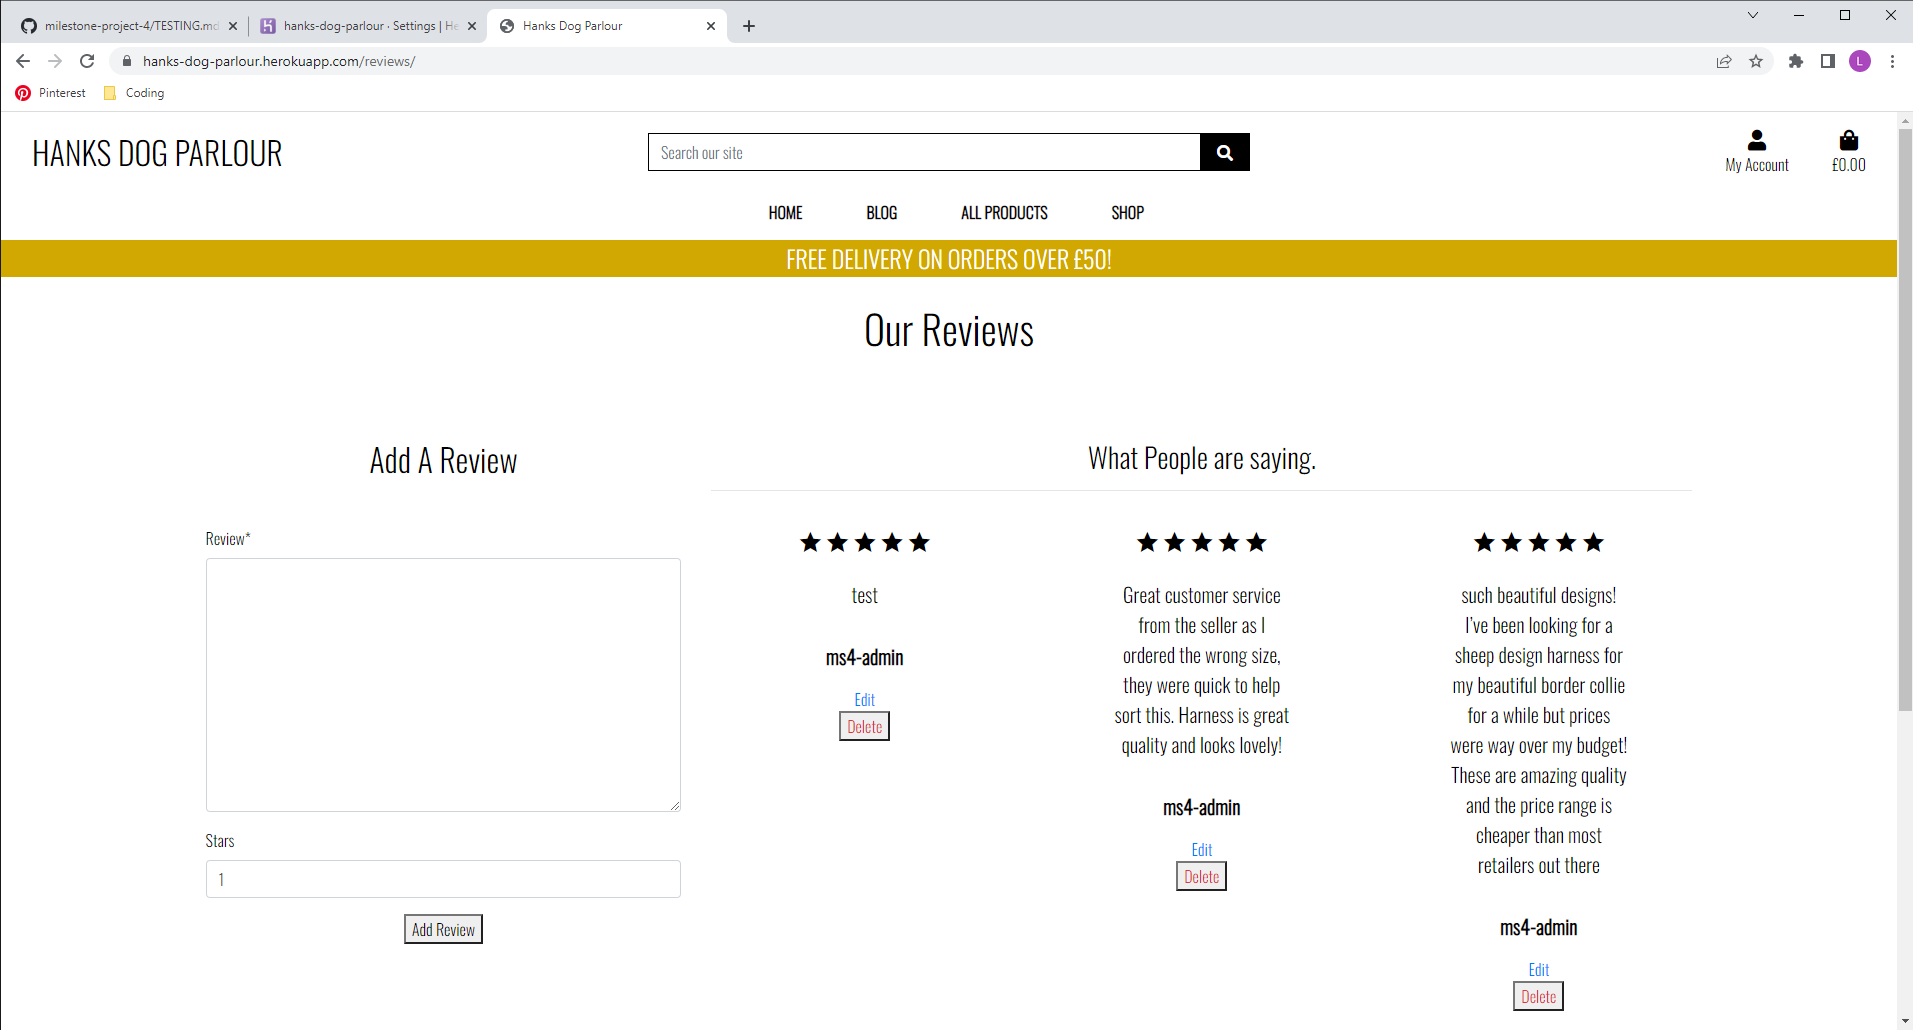 milestone-project-4/TESTING.md
hanks-dog-parlour · Settings | He
Hanks Dog Parlour
hanks-dog-parlour.herokuapp.com/reviews/
L
Pinterest
Coding
HANKS DOG PARLOUR
Search our site
My Account
£0.00
HOME
BLOG
ALL PRODUCTS
SHOP
FREE DELIVERY ON ORDERS OVER £50!
Our Reviews
Add A Review
Review*
Stars
1
Add Review
What People are saying.
test
ms4-admin
Edit
Delete
Great customer service
from the seller as I
ordered the wrong size,
they were quick to help
sort this. Harness is great
quality and looks lovely!
ms4-admin
Edit
Delete
such beautiful designs!
I've been looking for a
sheep design harness for
my beautiful border collie
for a while but prices
were way over my budget!
These are amazing quality
and the price range is
cheaper than most
retailers out there
ms4-admin
Edit
Delete